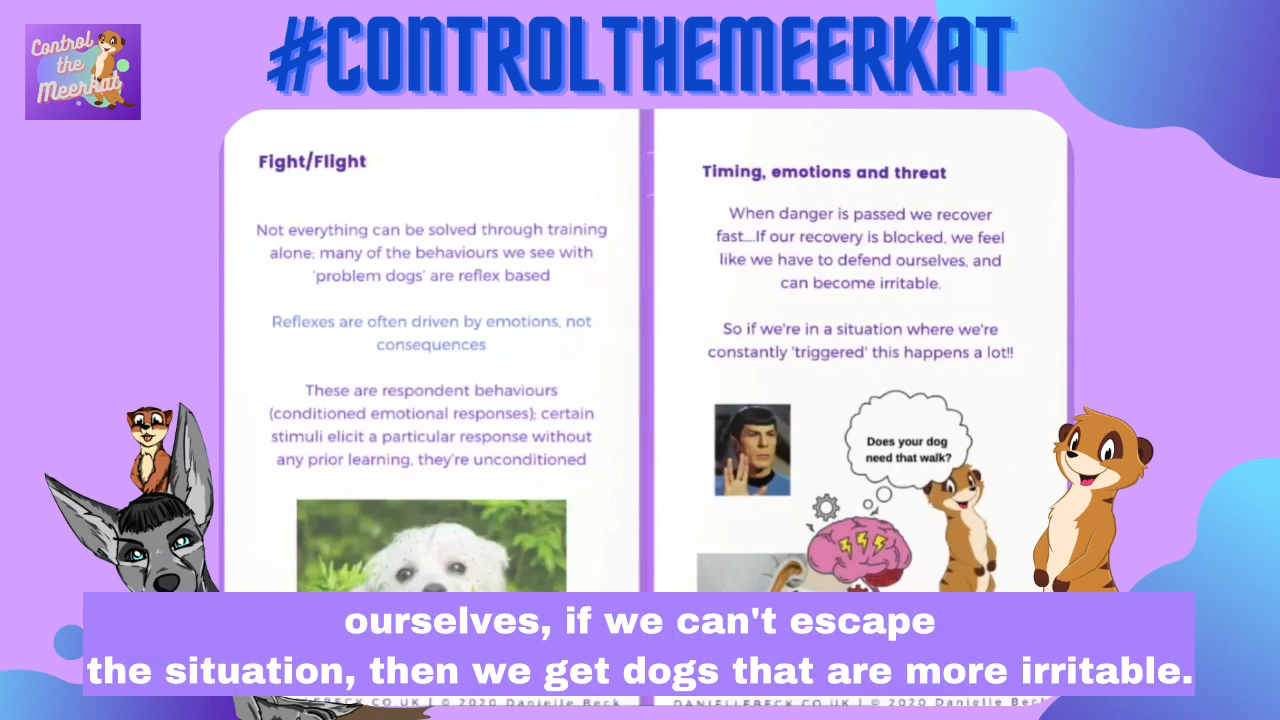 Control
the
Meerkat
#CONTROLTHEMEERKAT
Fight/Flight
Not everything can be solved through training
alone; many of the behaviours we see with
'problem dogs' are reflex based
Reflexes are often driven by emotions, not
consequences
These are respondent behaviours
(conditioned emotional responses); certain
stimuli elicit a particular response without
any prior learning, they're unconditioned
Timing, emotions and threat
When danger is passed we recover
fast....If our recovery is blocked, we feel
like we have to defend ourselves, and
can become irritable.
So if we're in a situation where we're
constantly 'triggered' this happens a lot!!
Does your dog
need that walk?
ourselves, if we can't escape
the situation, then we get dogs that are more irritable.
BECK.CO.UK | © 2020 Danielle Beck
DANIELLEBECK.CO.UK | © 2020 Danielle Beck